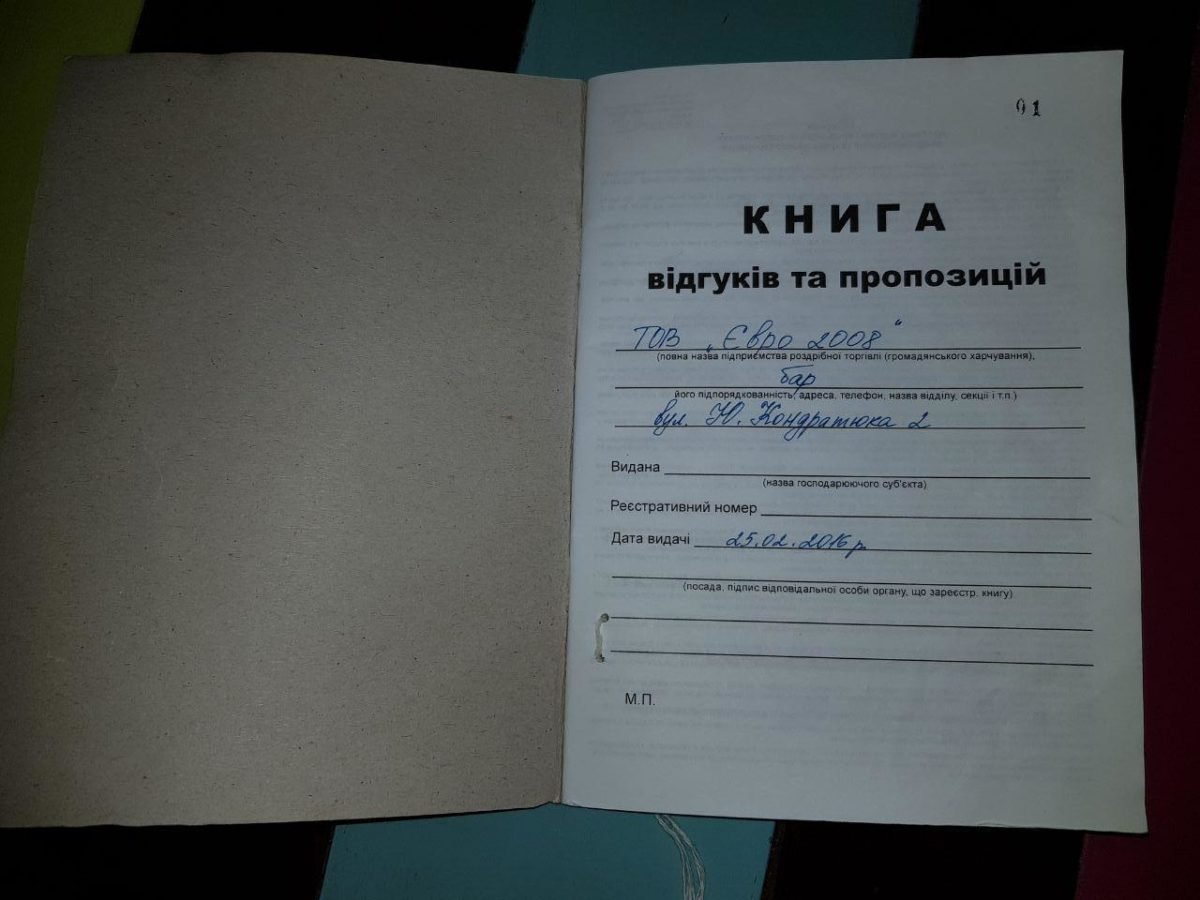 01
КНИГА
відгуків та пропозицій
ТОВ „Євро 2008"
(повна назва підприємства роздрібної торгівлі (громадянського харчування),
бар
його підпорядкованність, адреса, телефон, назва відділу, секції і т.п.)
вул. Ю. Кондратюка 2
Видана
(назва господарюючого суб'єкта)
Реєстративний номер
Дата видачі 25.02.2016 р.
(посада, підпис відповідальної особи органу, що зареєстр. книгу)
М.П.